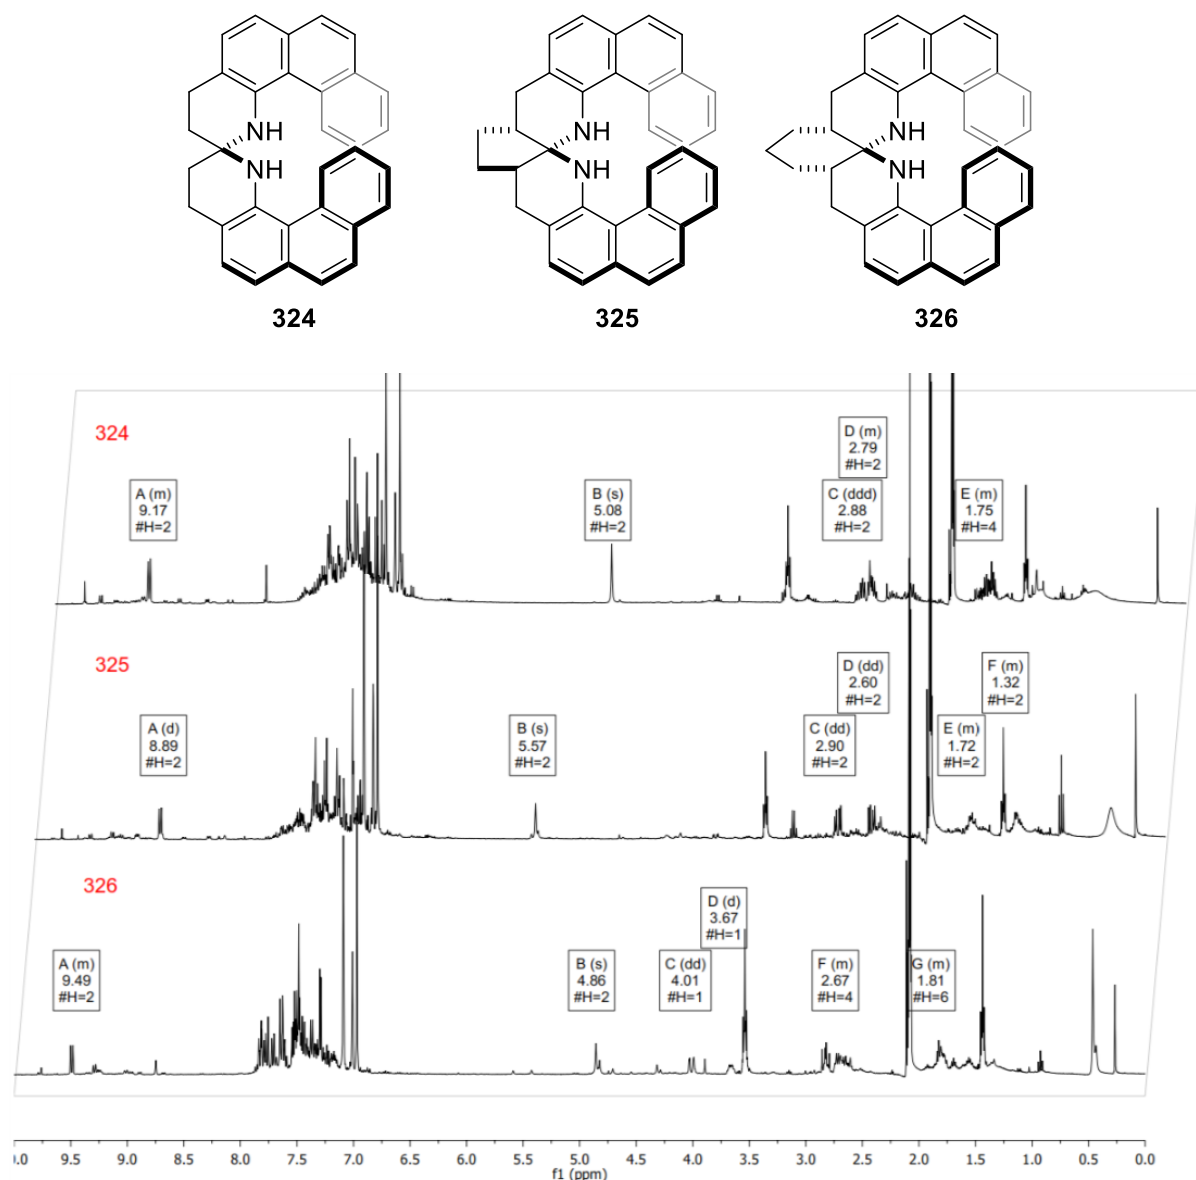 NH
NH
NH
NH
NH
NH
324
325
326
324
D (m)
2.79
#H=2
A (m)
9.17
#H=2
B (s)
5.08
#H=2
C (ddd)
2.88
#H=2
E (m)
1.75
#H=4
325
D (dd)
2.60
#H=2
F (m)
1.32
#H=2
A (d)
8.89
#H=2
B (s)
5.57
#H=2
C (dd)
2.90
#H=2
E (m)
1.72
#H=2
326
D (d)
3.67
#H=1
A (m)
9.49
#H=2
B (s)
4.86
#H=2
C (dd)
4.01
#H=1
F (m)
2.67
#H=4
G (m)
1.81
#H=6
.0 9.5 9.0 8.5 8.0 7.5 7.0 6.5 6.0 5.5 5.0 4.5 4.0 3.5 3.0 2.5 2.0 1.5 1.0 0.5 0.0
f1 (ppm)